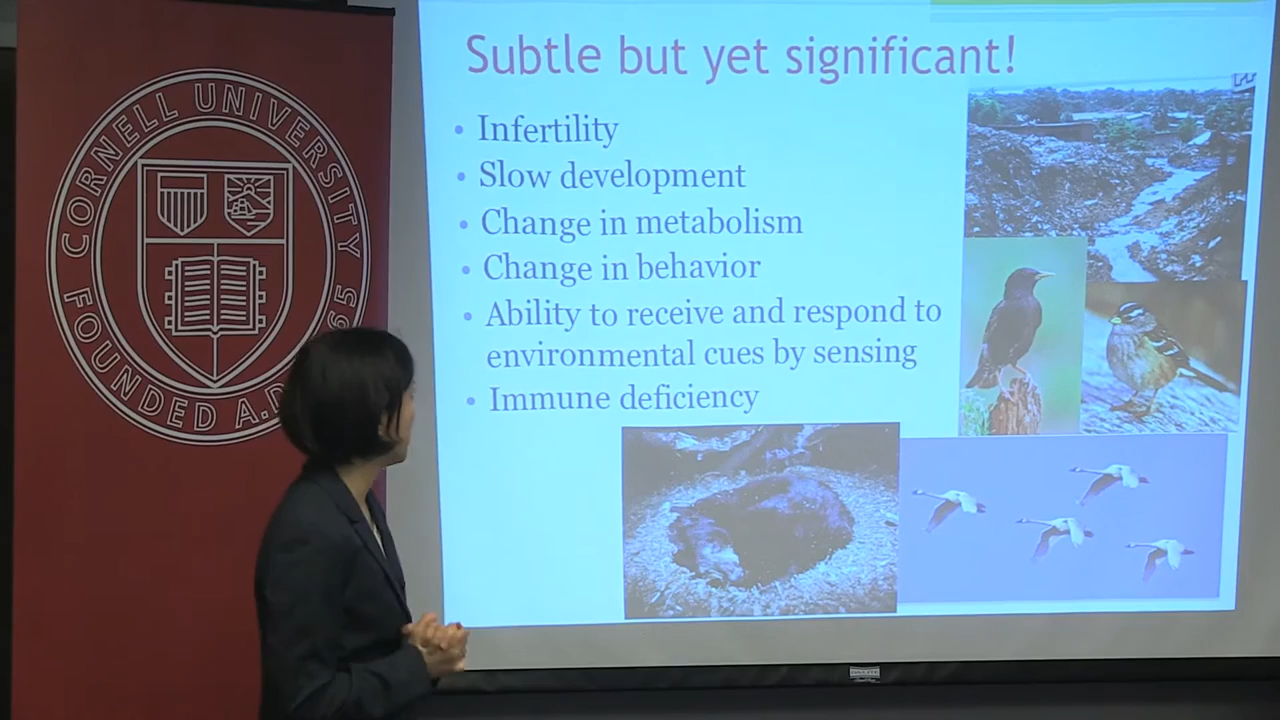 CORNELL UNIVERSITY
FOUNDED A.D. 65
Subtle but yet significant!
• Infertility
• Slow development
• Change in metabolism
• Change in behavior
• Ability to receive and respond to
environmental cues by sensing
• Immune deficiency